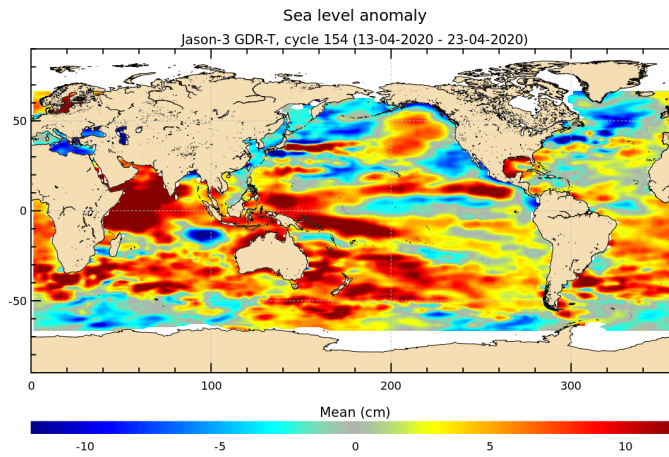 Sea level anomaly
Jason-3 GDR-T, cycle 154 (13-04-2020 - 23-04-2020)
50
0
-50
0 100 200 300
Mean (cm)
-10 -5 0 5 10